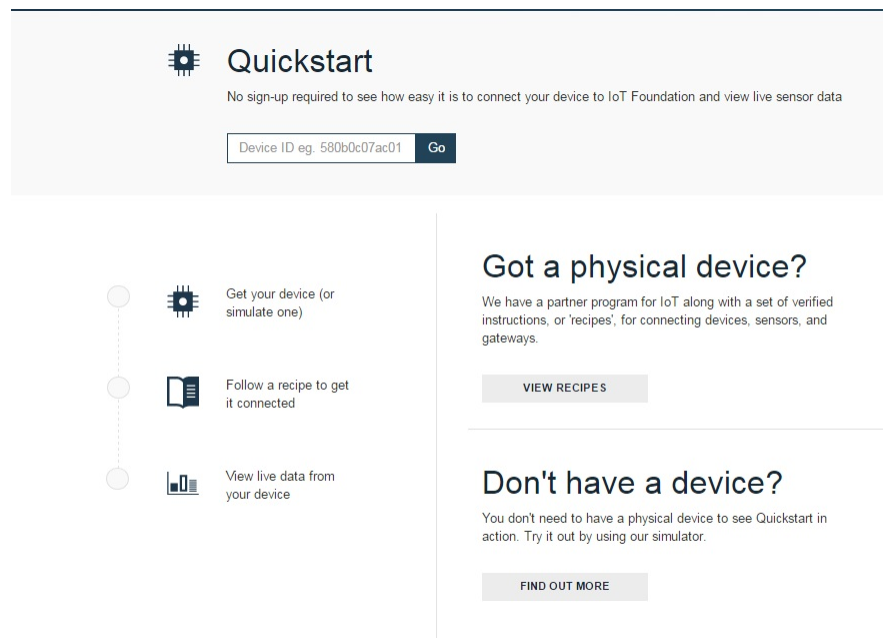 Quickstart
No sign-up required to see how easy it is to connect your device to IoT Foundation and view live sensor data
Device ID eg. 580b0c07ac01
Go
Get your device (or
simulate one)
Follow a recipe to get
it connected
View live data from
your device
Got a physical device?
We have a partner program for IoT along with a set of verified
instructions, or 'recipes', for connecting devices, sensors, and
gateways.
VIEW RECIPES
Don't have a device?
You don't need to have a physical device to see Quickstart in
action. Try it out by using our simulator.
FIND OUT MORE